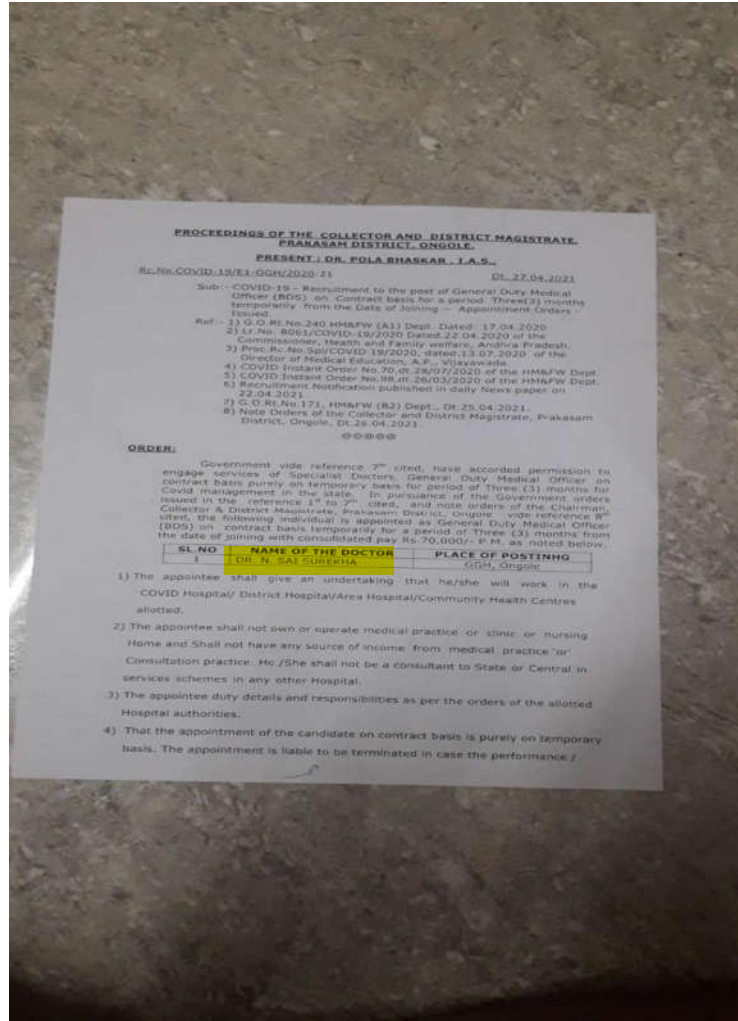 PROCEEDINGS OF THE COLLECTOR AND DISTRICT MAGISTRATE,
PRAKASAM DISTRICT, ONGOLE.
PRESENT : DR. POLA BHASKAR , I.A.S.,
Rc.No.COVID-19/E1-GGH/2020-21 Dt. 27.04.2021
Sub:- COVID-19 – Recruitment to the post of General Duty Medical
Officer (BDS) on Contract basis for a period Three(3) months
temporarily from the Date of Joining – Appointment Orders -
Issued.
Ref:- 1) G.O.Rt.No.240 HM&FW (A1) Dept. Dated: 17.04.2020
2) Lr.No. 8061/COVID-19/2020 Dated.22.04.2020 of the
Commissioner, Health and Family welfare, Andhra Pradesh.
3) Proc.Rc.No.Spl/COVID 19/2020, dated.13.07.2020 of the
Director of Medical Education, A.P., Vijayawada.
4) COVID Instant Order No.70,dt.28/07/2020 of the HM&FW Dept.
5) COVID Instant Order No.98,dt.26/03/2020 of the HM&FW Dept.
6) Recruitment Notification published in daily News paper on
22.04.2021
7) G.O.Rt.No.171, HM&FW (B2) Dept., Dt.25.04.2021.
8) Note Orders of the Collector and District Magistrate, Prakasam
District, Ongole, Dt.26.04.2021.
@@@@@
ORDER:
Government vide reference 7th cited, have accorded permission to
engage services of Specialist Doctors, General Duty Medical Officer on
contract basis purely on temporary basis for period of Three (3) months for
Covid management in the state. In pursuance of the Government orders
issued in the reference 1st to 7th cited, and note orders of the Chairman,
Collector & District Magistrate, Prakasam District, Ongole vide reference 8th
cited, the following individual is appointed as General Duty Medical Officer
(BDS) on contract basis temporarily for a period of Three (3) months from
the date of joining with consolidated pay Rs.70,000/- P.M. as noted below.
SL.NO NAME OF THE DOCTOR PLACE OF POSTINHG
1 DR. N. SAI SUREKHA GGH, Ongole
1) The appointee shall give an undertaking that he/she will work in the
COVID Hospital/ District Hospital/Area Hospital/Community Health Centres
allotted.
2) The appointee shall not own or operate medical practice or clinic or nursing
Home and Shall not have any source of income from medical practice 'or'
Consultation practice. He /She shall not be a consultant to State or Central in
services schemes in any other Hospital.
3) The appointee duty details and responsibilities as per the orders of the allotted
Hospital authorities.
4) That the appointment of the candidate on contract basis is purely on temporary
basis. The appointment is liable to be terminated in case the performance /